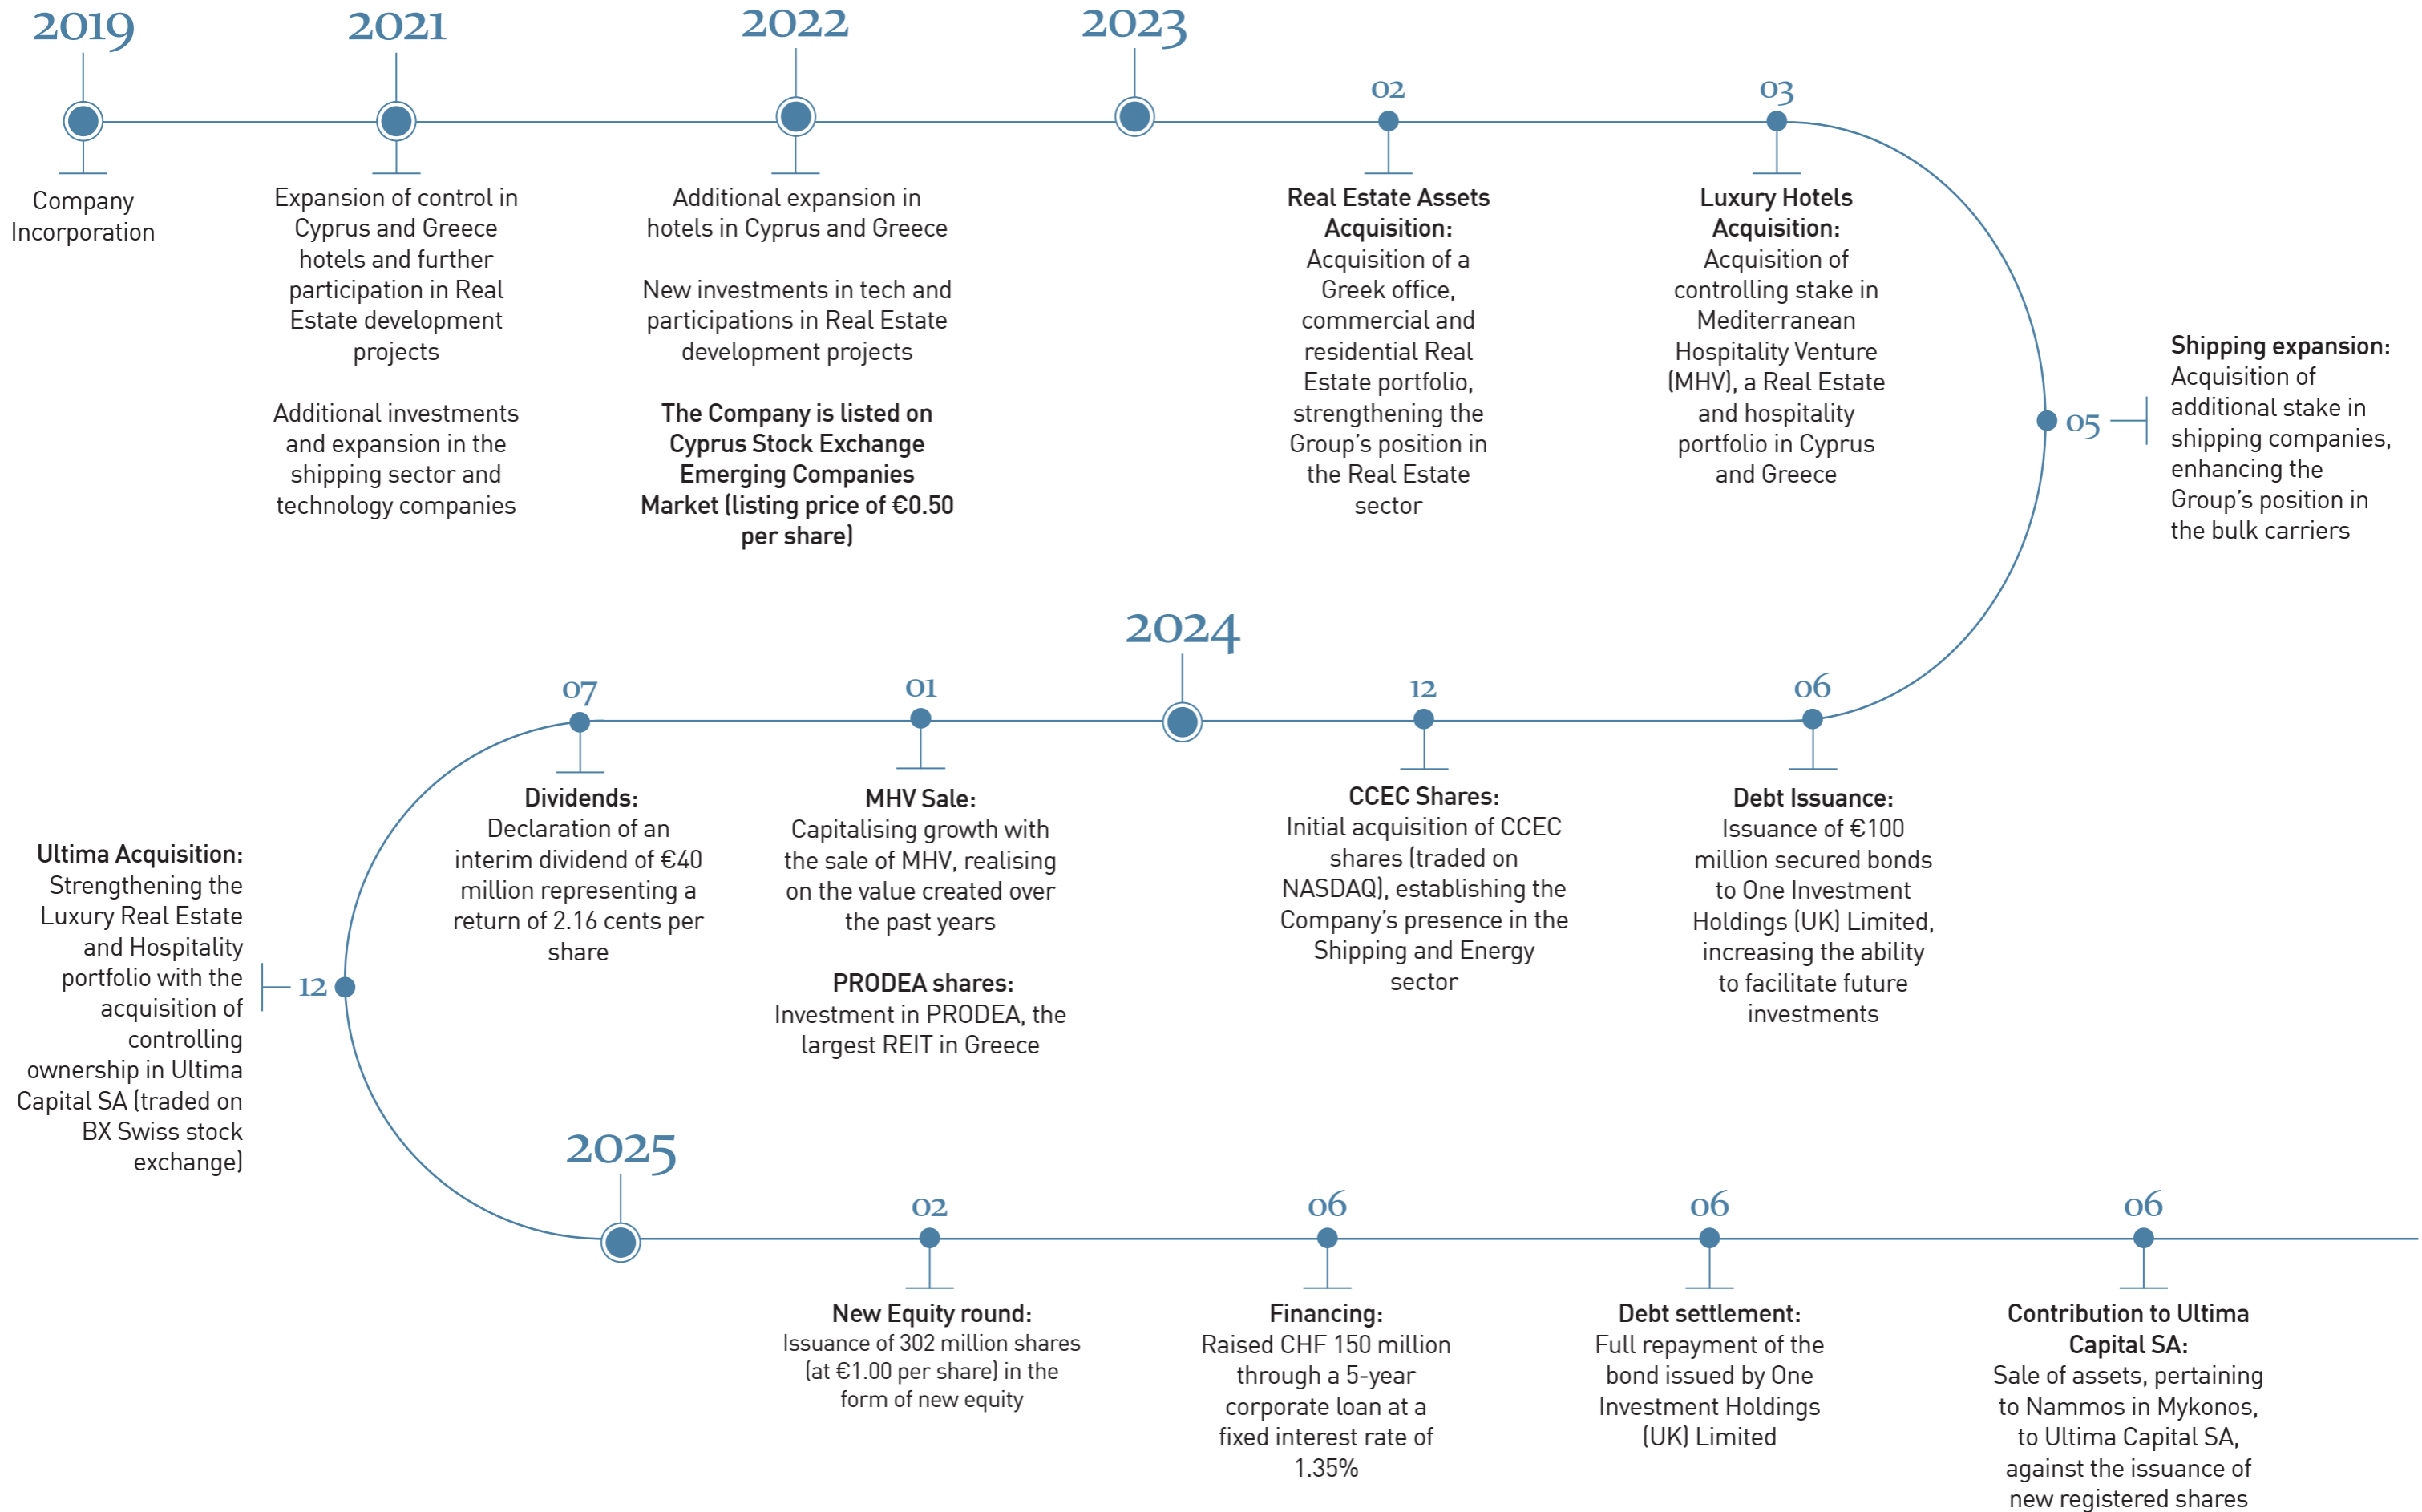 2019
Company
Incorporation
2021
Expansion of control in
Cyprus and Greece
hotels and further
participation in Real
Estate development
projects
Additional investments
and expansion in the
shipping sector and
technology companies
2022
Additional expansion in
hotels in Cyprus and Greece
New investments in tech and
participations in Real Estate
development projects
The Company is listed on
Cyprus Stock Exchange
Emerging Companies
Market (listing price of €0.50
per share)
2023
02
Real Estate Assets
Acquisition:
Acquisition of a
Greek office,
commercial and
residential Real
Estate portfolio,
strengthening the
Group's position in
the Real Estate
sector
03
Luxury Hotels
Acquisition:
Acquisition of
controlling stake in
Mediterranean
Hospitality Venture
(MHV), a Real Estate
and hospitality
portfolio in Cyprus
and Greece
05
Shipping expansion:
Acquisition of
additional stake in
shipping companies,
enhancing the
Group's position in
the bulk carriers
06
Debt Issuance:
Issuance of €100
million secured bonds
to One Investment
Holdings (UK) Limited,
increasing the ability
to facilitate future
investments
12
CCEC Shares:
Initial acquisition of CCEC
shares (traded on
NASDAQ), establishing the
Company's presence in the
Shipping and Energy
sector
2024
01
MHV Sale:
Capitalising growth with
the sale of MHV, realising
on the value created over
the past years
PRODEA shares:
Investment in PRODEA, the
largest REIT in Greece
07
Dividends:
Declaration of an
interim dividend of €40
million representing a
return of 2.16 cents per
share
12
Ultima Acquisition:
Strengthening the
Luxury Real Estate
and Hospitality
portfolio with the
acquisition of
controlling
ownership in Ultima
Capital SA (traded on
BX Swiss stock
exchange)
2025
02
New Equity round:
Issuance of 302 million shares
(at €1.00 per share) in the
form of new equity
06
Financing:
Raised CHF 150 million
through a 5-year
corporate loan at a
fixed interest rate of
1.35%
06
Debt settlement:
Full repayment of the
bond issued by One
Investment Holdings
(UK) Limited
06
Contribution to Ultima
Capital SA:
Sale of assets, pertaining
to Nammos in Mykonos,
to Ultima Capital SA,
against the issuance of
new registered shares